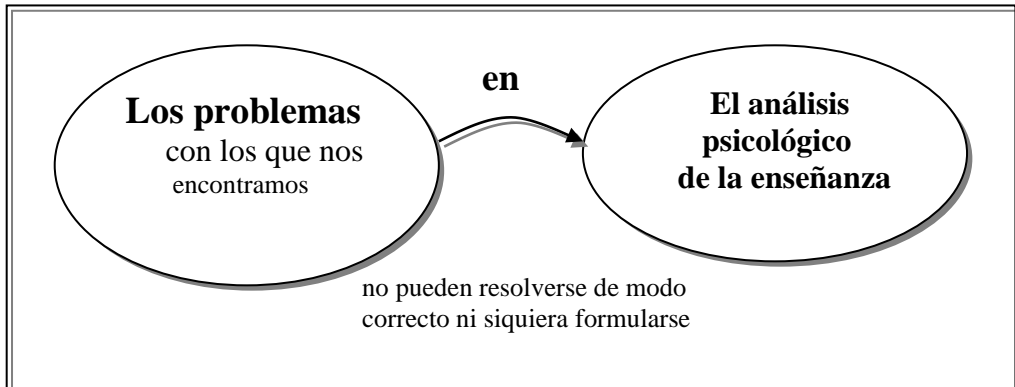 Los problemas
con los que nos
encontramos
en
El análisis
psicológico
de la enseñanza
no pueden resolverse de modo
correcto ni siquiera formularse